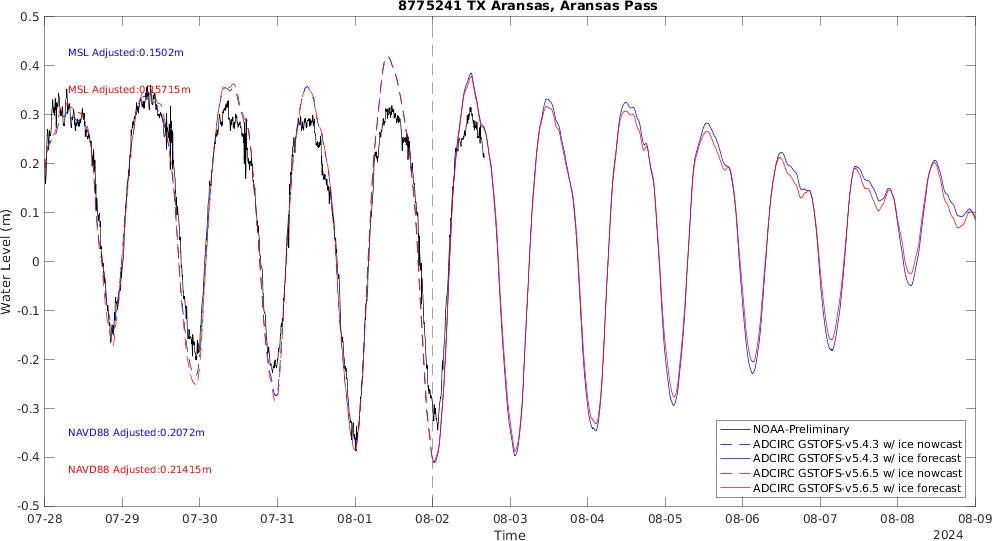 8775241 TX Aransas, Aransas Pass
0.5
0.4
0.3
0.2
0.1
0
-0.1
-0.2
-0.3
-0.4
-0.5
Water Level (m)
MSL Adjusted:0.1502m
MSL Adjusted:0.15715m
NAVD88 Adjusted:0.2072m
NAVD88 Adjusted:0.21415m
NOAA-Preliminary
ADCIRC GSTOFS-v5.4.3 w/ ice nowcast
ADCIRC GSTOFS-v5.4.3 w/ ice forecast
ADCIRC GSTOFS-v5.6.5 w/ ice nowcast
ADCIRC GSTOFS-v5.6.5 w/ ice forecast
07-28 07-29 07-30 07-31 08-01 08-02 08-03 08-04 08-05 08-06 08-07 08-08 08-09
Time
2024